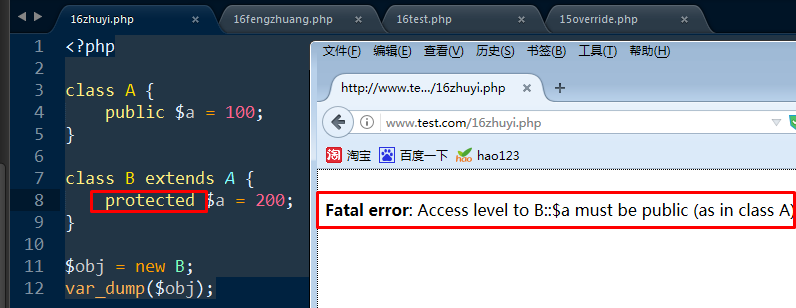 16zhuyi.php 16fengzhuang.php 16test.php 15override.php
1 <?php
2
3 class A {
4 public $a = 100;
5 }
6
7 class B extends A {
8 protected $a = 200;
9 }
10
11 $obj = new B;
12 var_dump($obj);
文件(F) 编辑(E) 查看(V) 历史(S) 书签(B) 工具(T) 帮助(H)
http://www.te.../16zhuyi.php
www.test.com/16zhuyi.php
淘 淘宝 百度一下 hao hao123
Fatal error: Access level to B::$a must be public (as in class A)